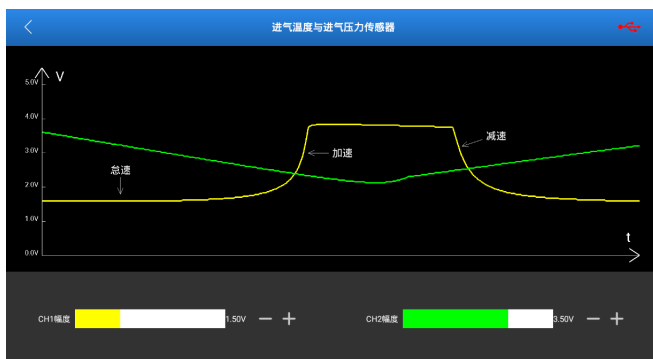 进气温度与进气压力传感器
V
5.0V
4.0V
3.0V
2.0V
1.0V
0.0V
怠速
加速
减速
t
CH1幅度
1.50V
CH2幅度
3.50V